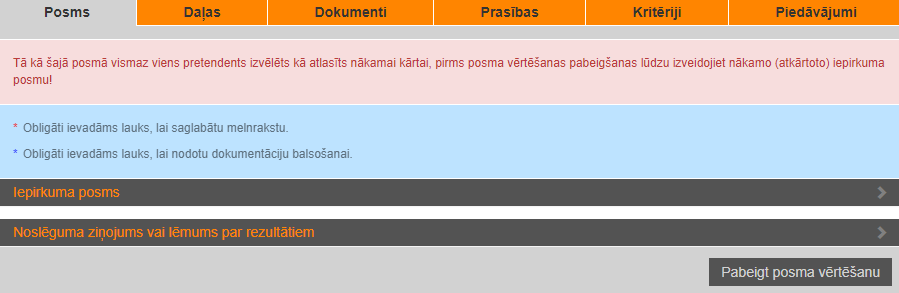 Posms Daļas Dokumenti Prasības Kritēriji Piedāvājumi
Tā kā šajā posmā vismaz viens pretendents izvēlēts kā atlasīts nākamai kārtai, pirms posma vērtēšanas pabeigšanas lūdzu izveidojiet nākamo (atkārtoto) iepirkuma
posmu!
* Obligāti ievadāms lauks, lai saglabātu melnrakstu.
* Obligāti ievadāms lauks, lai nodotu dokumentāciju balsošanai.
Iepirkuma posms
Noslēguma ziņojums vai lēmums par rezultātiem
Pabeigt posma vērtēšanu